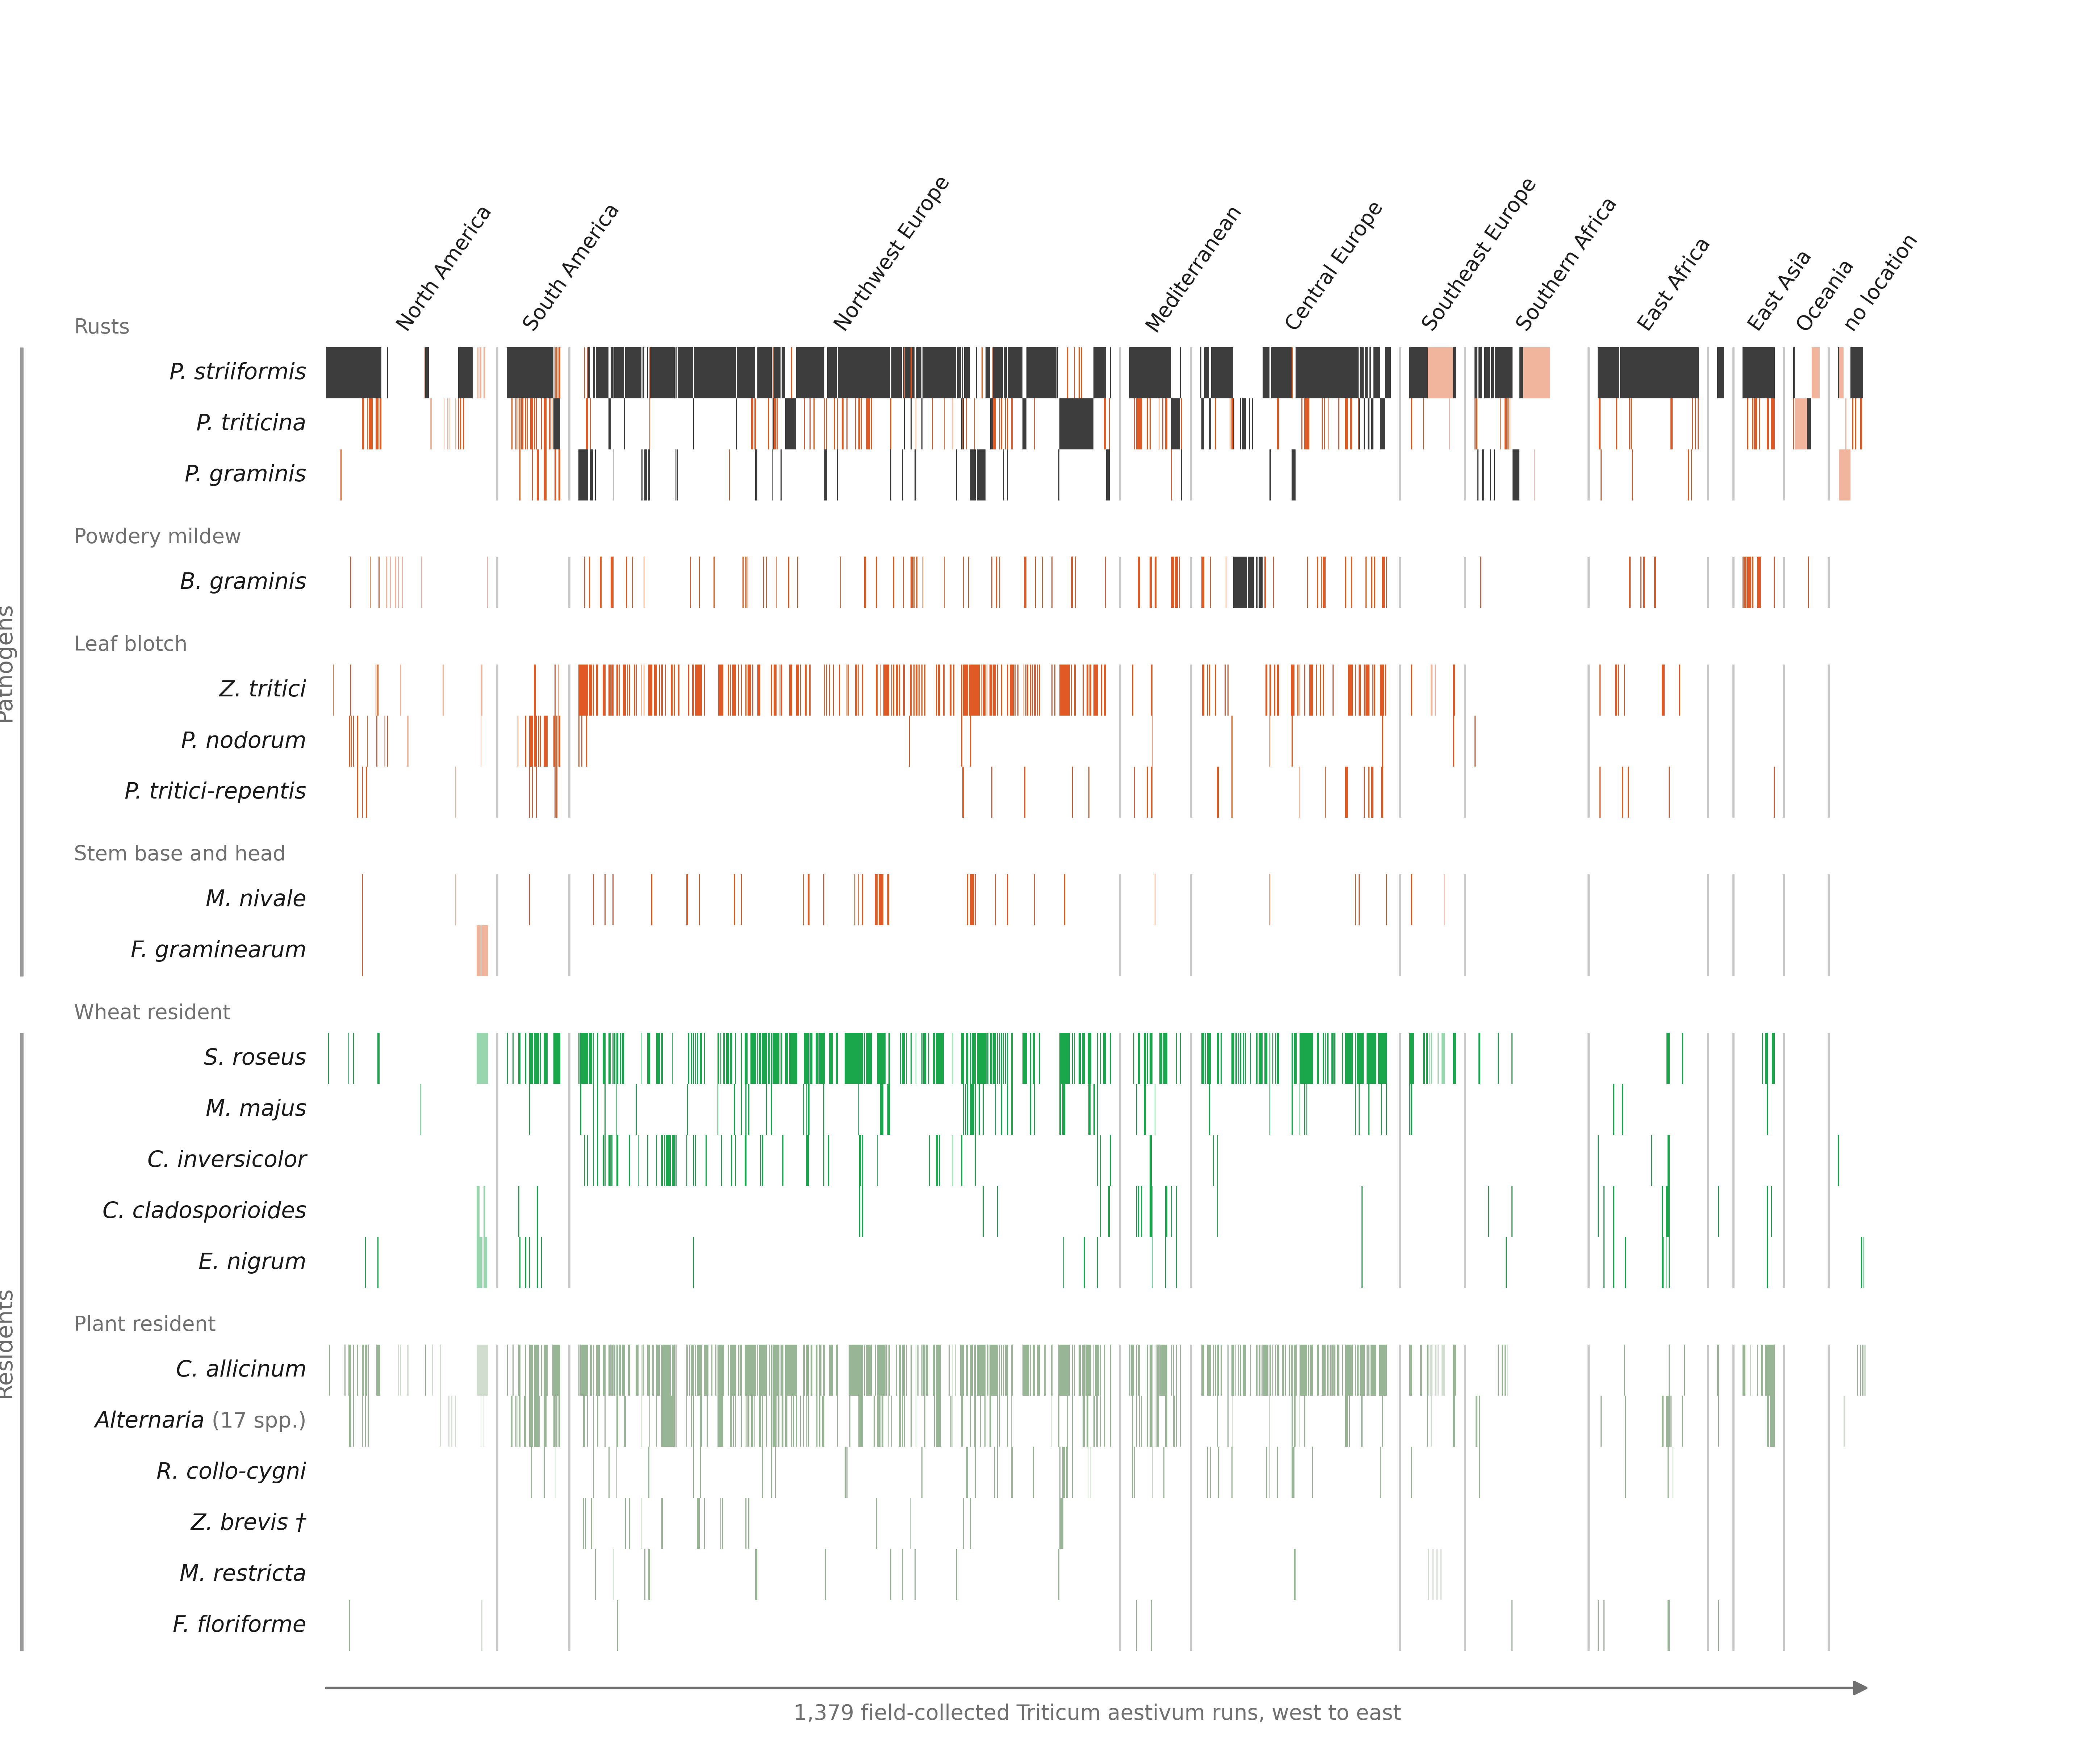 North America
South America
Northwest Europe
Mediterranean
Central Europe
Southeast Europe
Southern Africa
East Africa
East Asia
Oceania
no location
Pathogens
Rusts
P. striiformis
P. triticina
P. graminis
Powdery mildew
B. graminis
Leaf blotch
Z. tritici
P. nodorum
P. tritici-repentis
Stem base and head
M. nivale
F. graminearum
Residents
Wheat resident
S. roseus
M. majus
C. inversicolor
C. cladosporioides
E. nigrum
Plant resident
C. allicinum
Alternaria (17 spp.)
R. collo-cygni
Z. brevis †
M. restricta
F. floriforme
1,379 field-collected Triticum aestivum runs, west to east